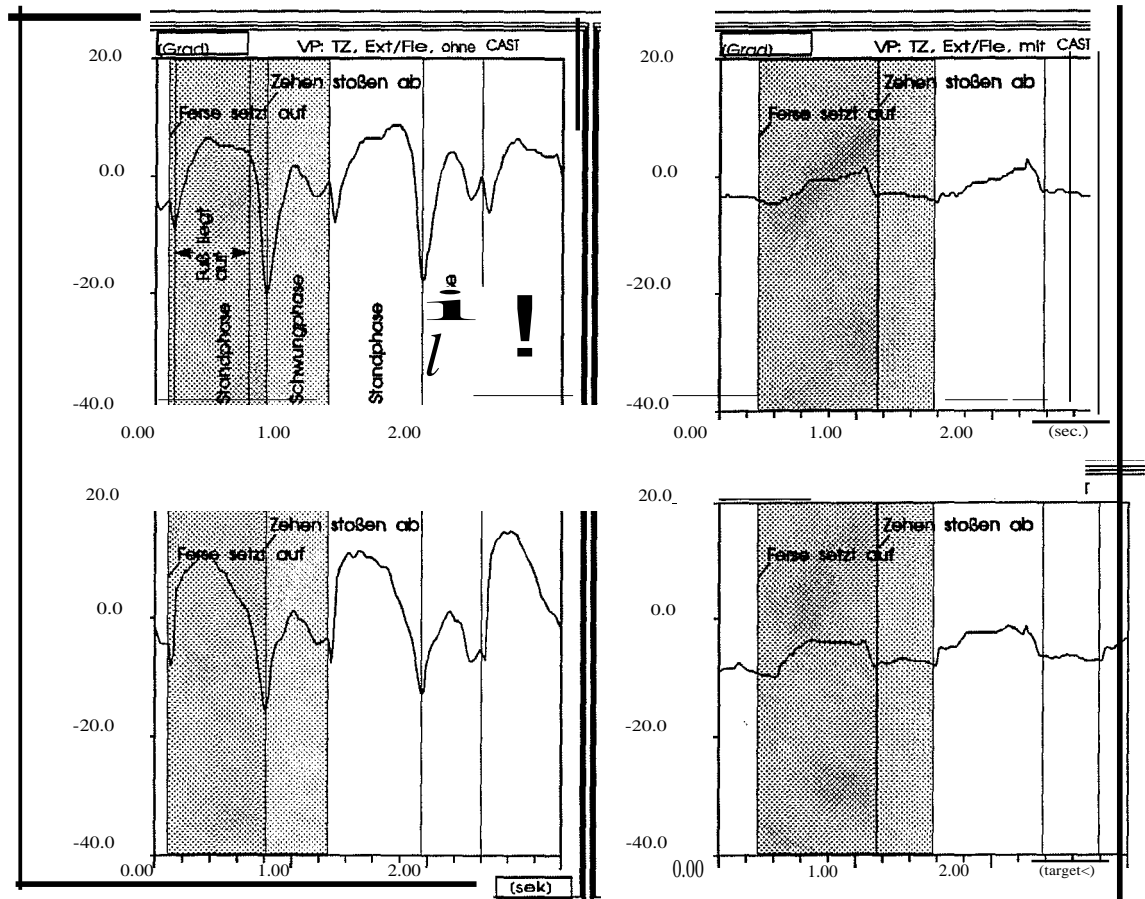 (Grad)
VP: TZ, Ext/Fle, ohne CAST
20.0
Zehen stoßen ab
Ferse setzt auf
0.0
Fuß liegt
auf
-20.0
Standphase
Schwungphase
Standphase
-40.0
0.00
1.00
2.00
(Grad)
VP: TZ, Ext/Fle, mit CAST
20.0
Zehen stoßen ab
Ferse setzt auf
0.0
-20.0
-40.0
0.00
1.00
2.00
(sec.)
20.0
Zehen stoßen ab
Ferse setzt auf
0.0
-20.0
-40.0
0.00
1.00
2.00
(sek)
20.0
Zehen stoßen ab
Ferse setzt auf
0.0
-20.0
-40.0
0.00
1.00
2.00
(target<)